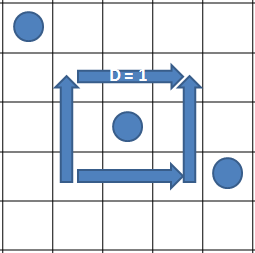 D = 1